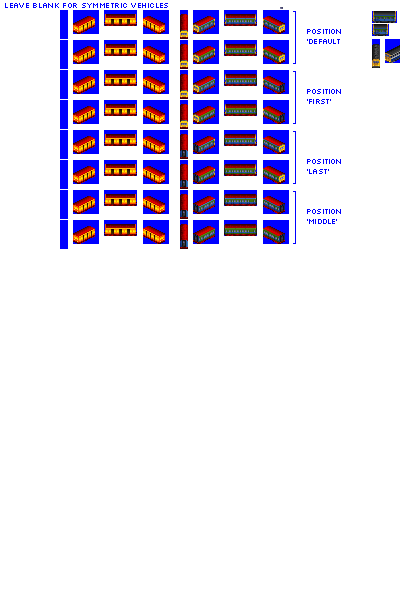 LEAVE BLANK FOR SYMMETRIC VEHICLES
POSITION
'DEFAULT
POSITION
'FIRST'
POSITION
'LAST'
POSITION
'MIDDLE'